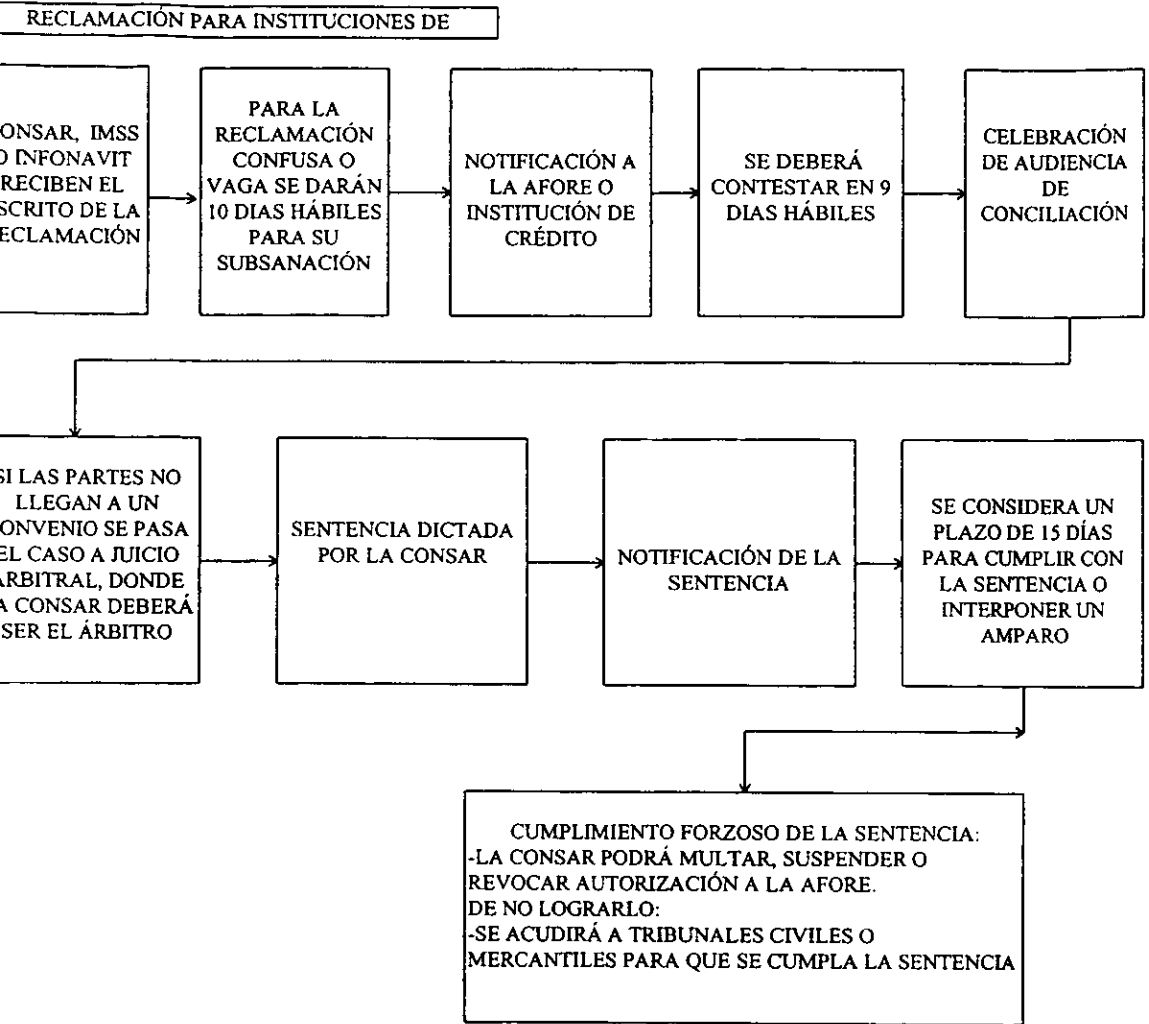 RECLAMACIÓN PARA INSTITUCIONES DE
ONSAR, IMSS
O INFONAVIT
RECIBEN EL
SCRITO DE LA
ECLAMACIÓN
PARA LA
RECLAMACIÓN
CONFUSA O
VAGA SE DARÁN
10 DIAS HÁBILES
PARA SU
SUBSANACIÓN
NOTIFICACIÓN A
LA AFORE O
INSTITUCIÓN DE
CRÉDITO
SE DEBERÁ
CONTESTAR EN 9
DIAS HÁBILES
CELEBRACIÓN
DE AUDIENCIA
DE
CONCILIACIÓN
SI LAS PARTES NO
LLEGAN A UN
ONVENIO SE PASA
EL CASO A JUICIO
ARBITRAL, DONDE
A CONSAR DEBERÁ
SER EL ÁRBITRO
SENTENCIA DICTADA
POR LA CONSAR
NOTIFICACIÓN DE LA
SENTENCIA
SE CONSIDERA UN
PLAZO DE 15 DÍAS
PARA CUMPLIR CON
LA SENTENCIA O
INTERPONER UN
AMPARO
CUMPLIMIENTO FORZOSO DE LA SENTENCIA:
-LA CONSAR PODRÁ MULTAR, SUSPENDER O
REVOCAR AUTORIZACIÓN A LA AFORE.
DE NO LOGRARLO:
-SE ACUDIRÁ A TRIBUNALES CIVILES O
MERCANTILES PARA QUE SE CUMPLA LA SENTENCIA